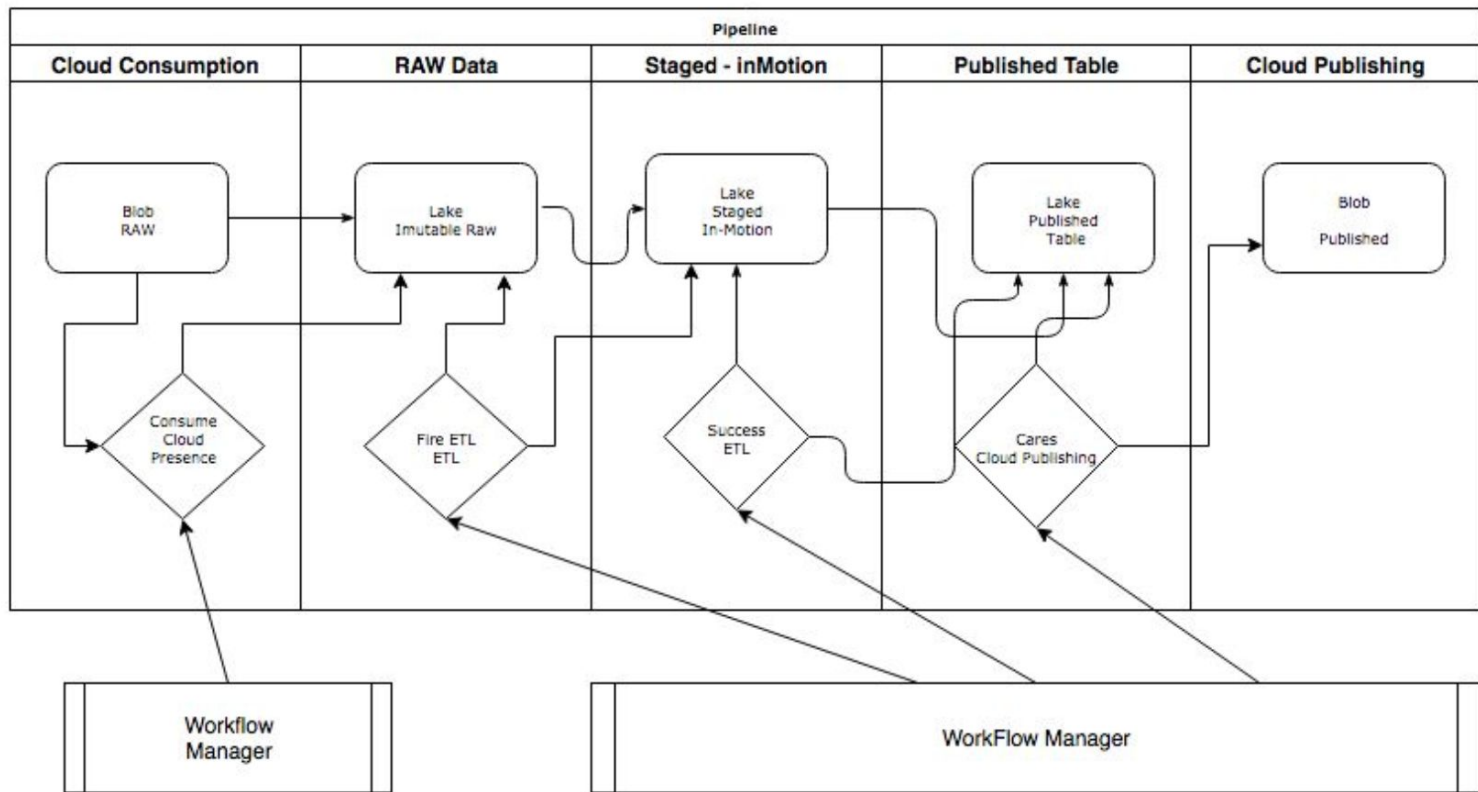 Pipeline
Cloud Consumption
RAW Data
Staged - inMotion
Published Table
Cloud Publishing
Blob
RAW
Lake
Imutable Raw
Lake
Staged
In-Motion
Lake
Published
Table
Blob
Published
Consume
Cloud
Presence
Fire ETL
ETL
Success
ETL
Cares
Cloud Publishing
Workflow
Manager
WorkFlow Manager